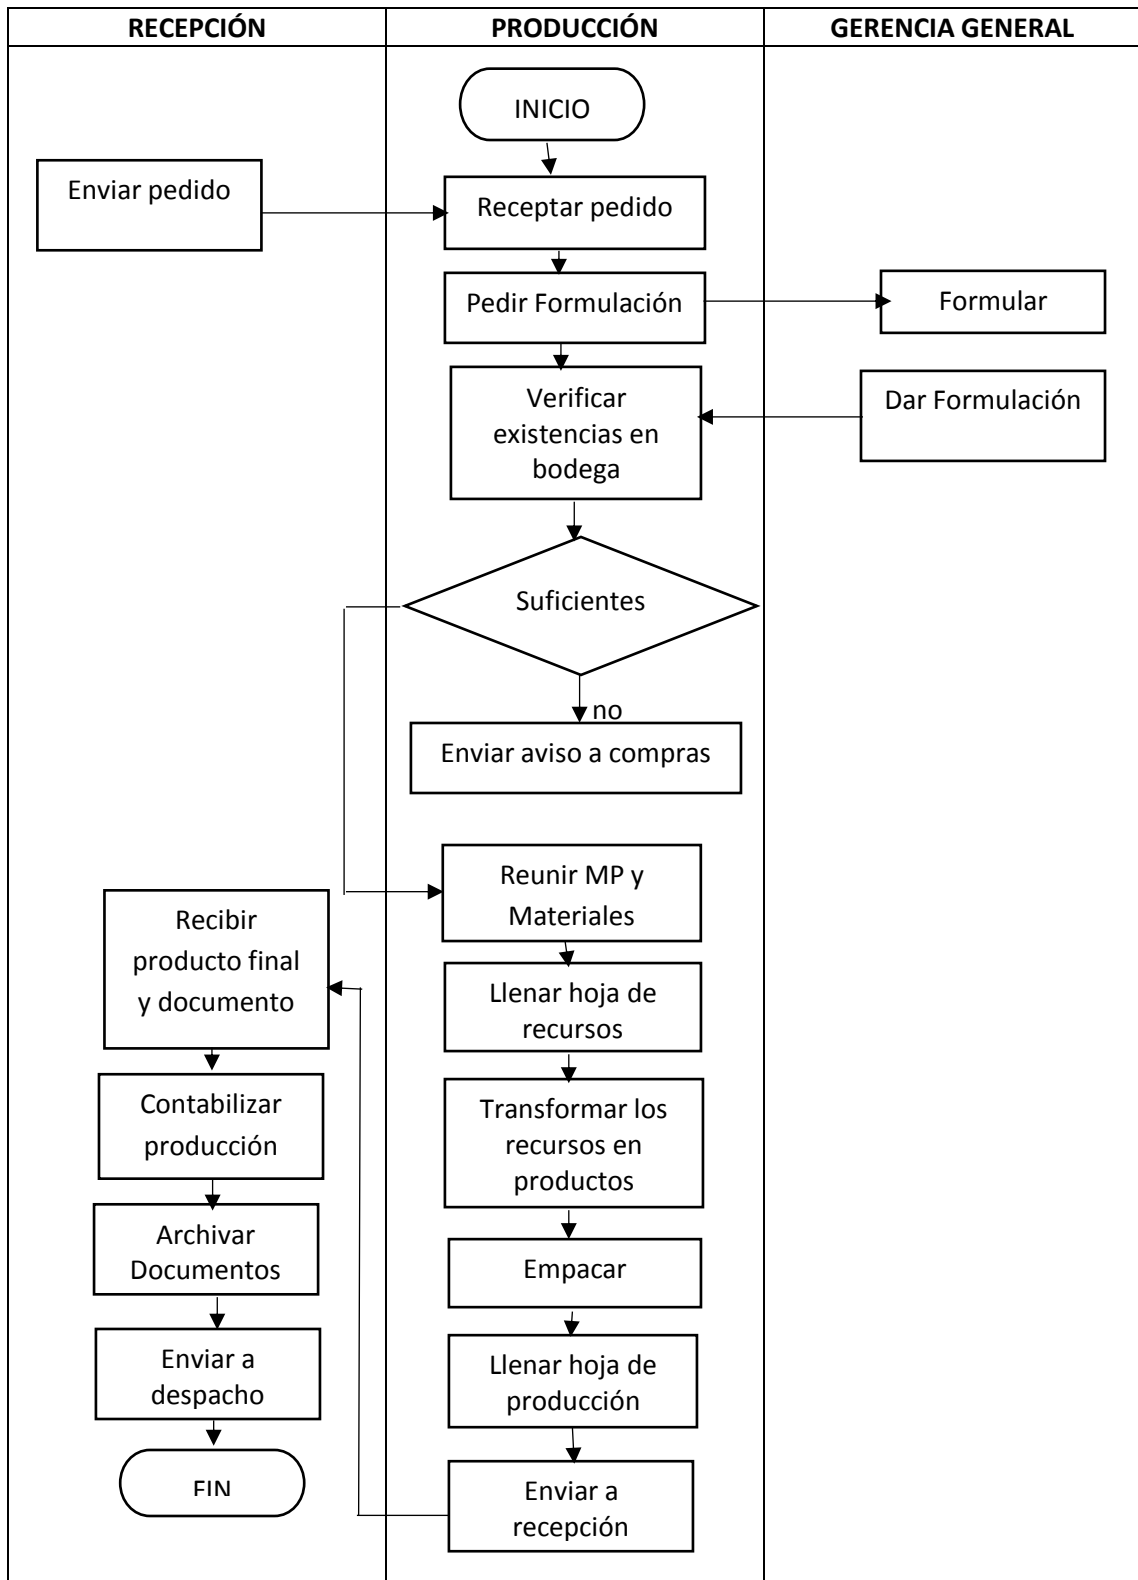 RECEPCIÓN
PRODUCCIÓN
GERENCIA GENERAL
INICIO
Enviar pedido
Receptar pedido
Pedir Formulación
Formular
Verificar
existencias en
bodega
Dar Formulación
Suficientes
no
Enviar aviso a compras
Reunir MP y
Materiales
Recibir
producto final
y documento
Llenar hoja de
recursos
Contabilizar
producción
Transformar los
recursos en
productos
Archivar
Documentos
Empacar
Enviar a
despacho
Llenar hoja de
producción
FIN
Enviar a
recepción